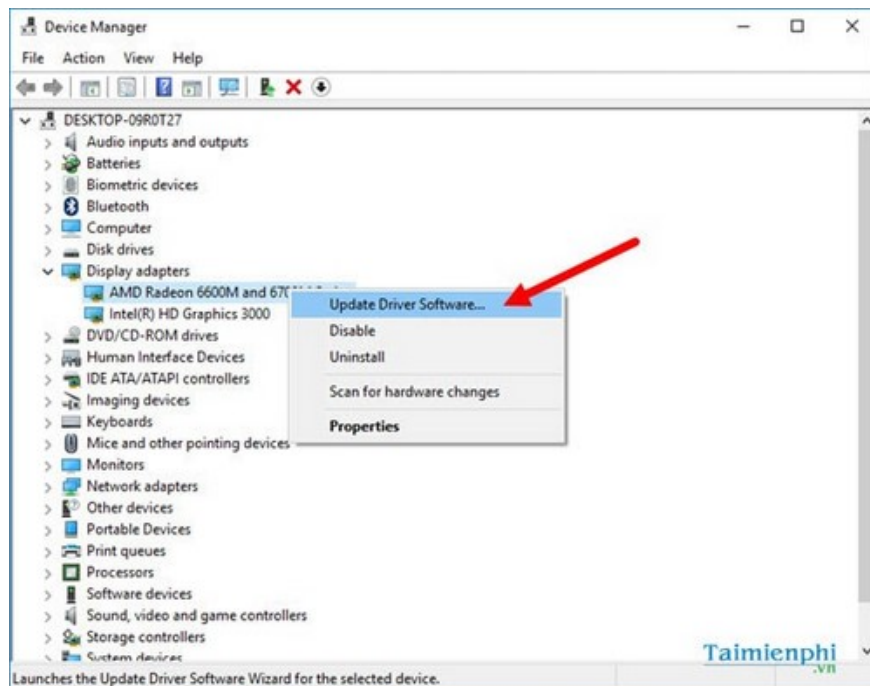 Device Manager
File Action View Help
DESKTOP-09R0T27
Audio inputs and outputs
Batteries
Biometric devices
Bluetooth
Computer
Disk drives
Display adapters
AMD Radeon 6600M and
Intel(R) HD Graphics 3000
DVD/CD-ROM drives
Human Interface Devices
IDE ATA/ATAPI controllers
Imaging devices
Keyboards
Mice and other pointing devices
Monitors
Network adapters
Other devices
Portable Devices
Print queues
Processors
Software devices
Sound, video and game controllers
Storage controllers
System devices
Update Driver Software...
Disable
Uninstall
Scan for hardware changes
Properties
Taimienphi
.vn
Launches the Update Driver Software Wizard for the selected device.